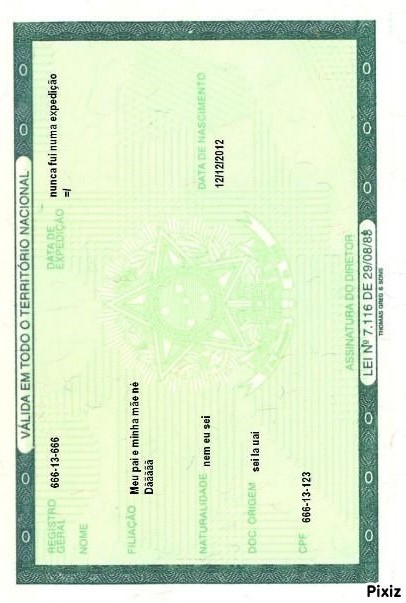 VÁLIDA EM TODO O TERRITÓRIO NACIONAL
REGISTRO
GERAL
666-13-666
DATA DE
EXPEDIÇÃO
nunca fui numa expedição
=/
NOME
FILIAÇÃO
Meu pai e minha mãe né
Dããããã
NATURALIDADE
nem eu sei
DATA DE NASCIMENTO
12/12/2012
DOC. ORIGEM
sei la uai
CPF
666-13-123
ASSINATURA DO DIRETOR
LEI Nº 7.116 DE 29/08/83
THOMAS GREG & SONS
Pixiz